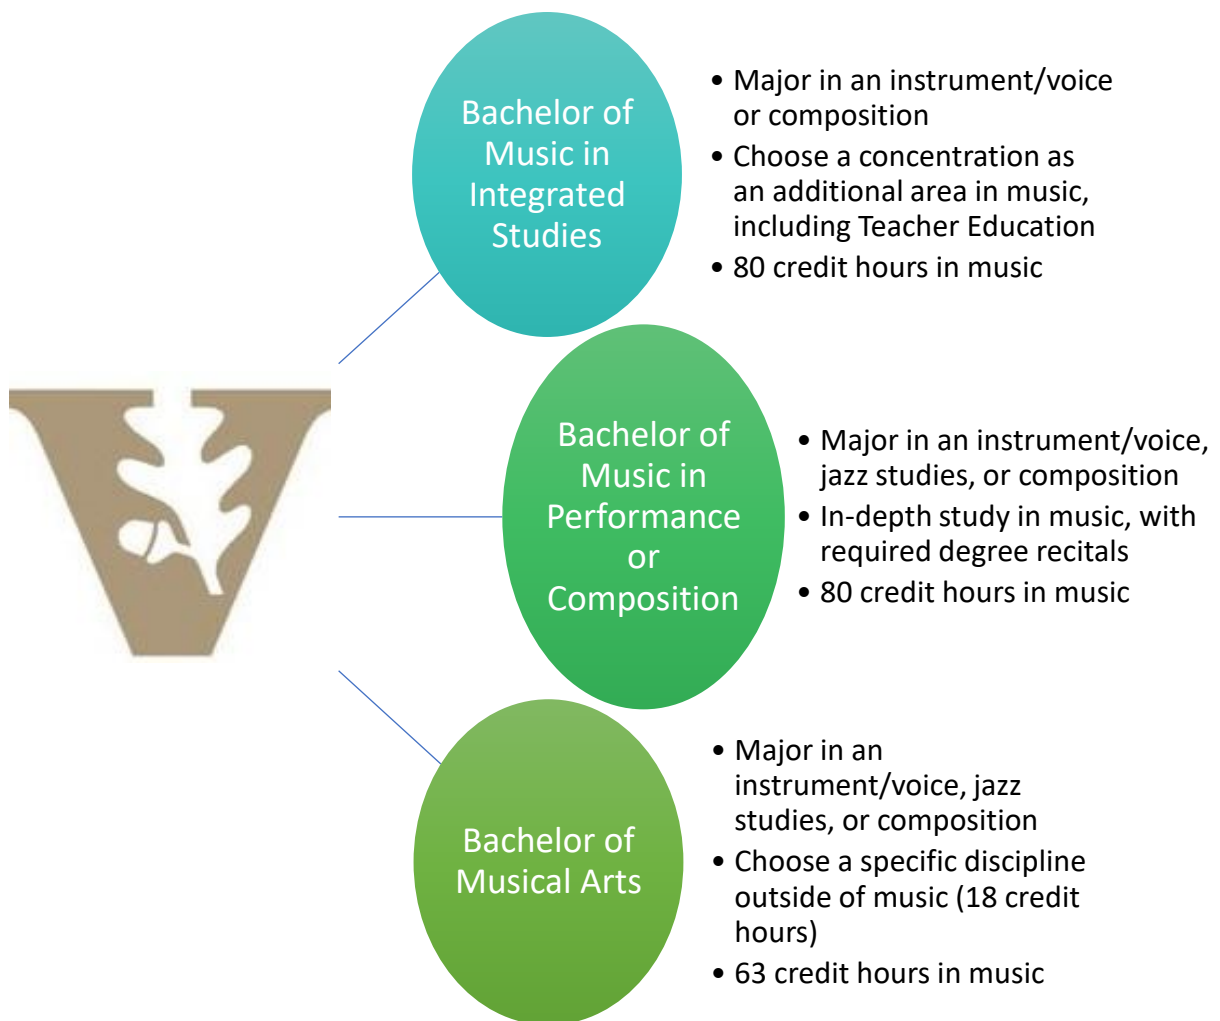 Bachelor of
Music in
Integrated
Studies
• Major in an instrument/voice
or composition
• Choose a concentration as
an additional area in music,
including Teacher Education
• 80 credit hours in music
Bachelor of
Music in
Performance
or
Composition
• Major in an instrument/voice,
jazz studies, or composition
• In-depth study in music, with
required degree recitals
• 80 credit hours in music
Bachelor of
Musical Arts
• Major in an
instrument/voice, jazz
studies, or composition
• Choose a specific discipline
outside of music (18 credit
hours)
• 63 credit hours in music
V